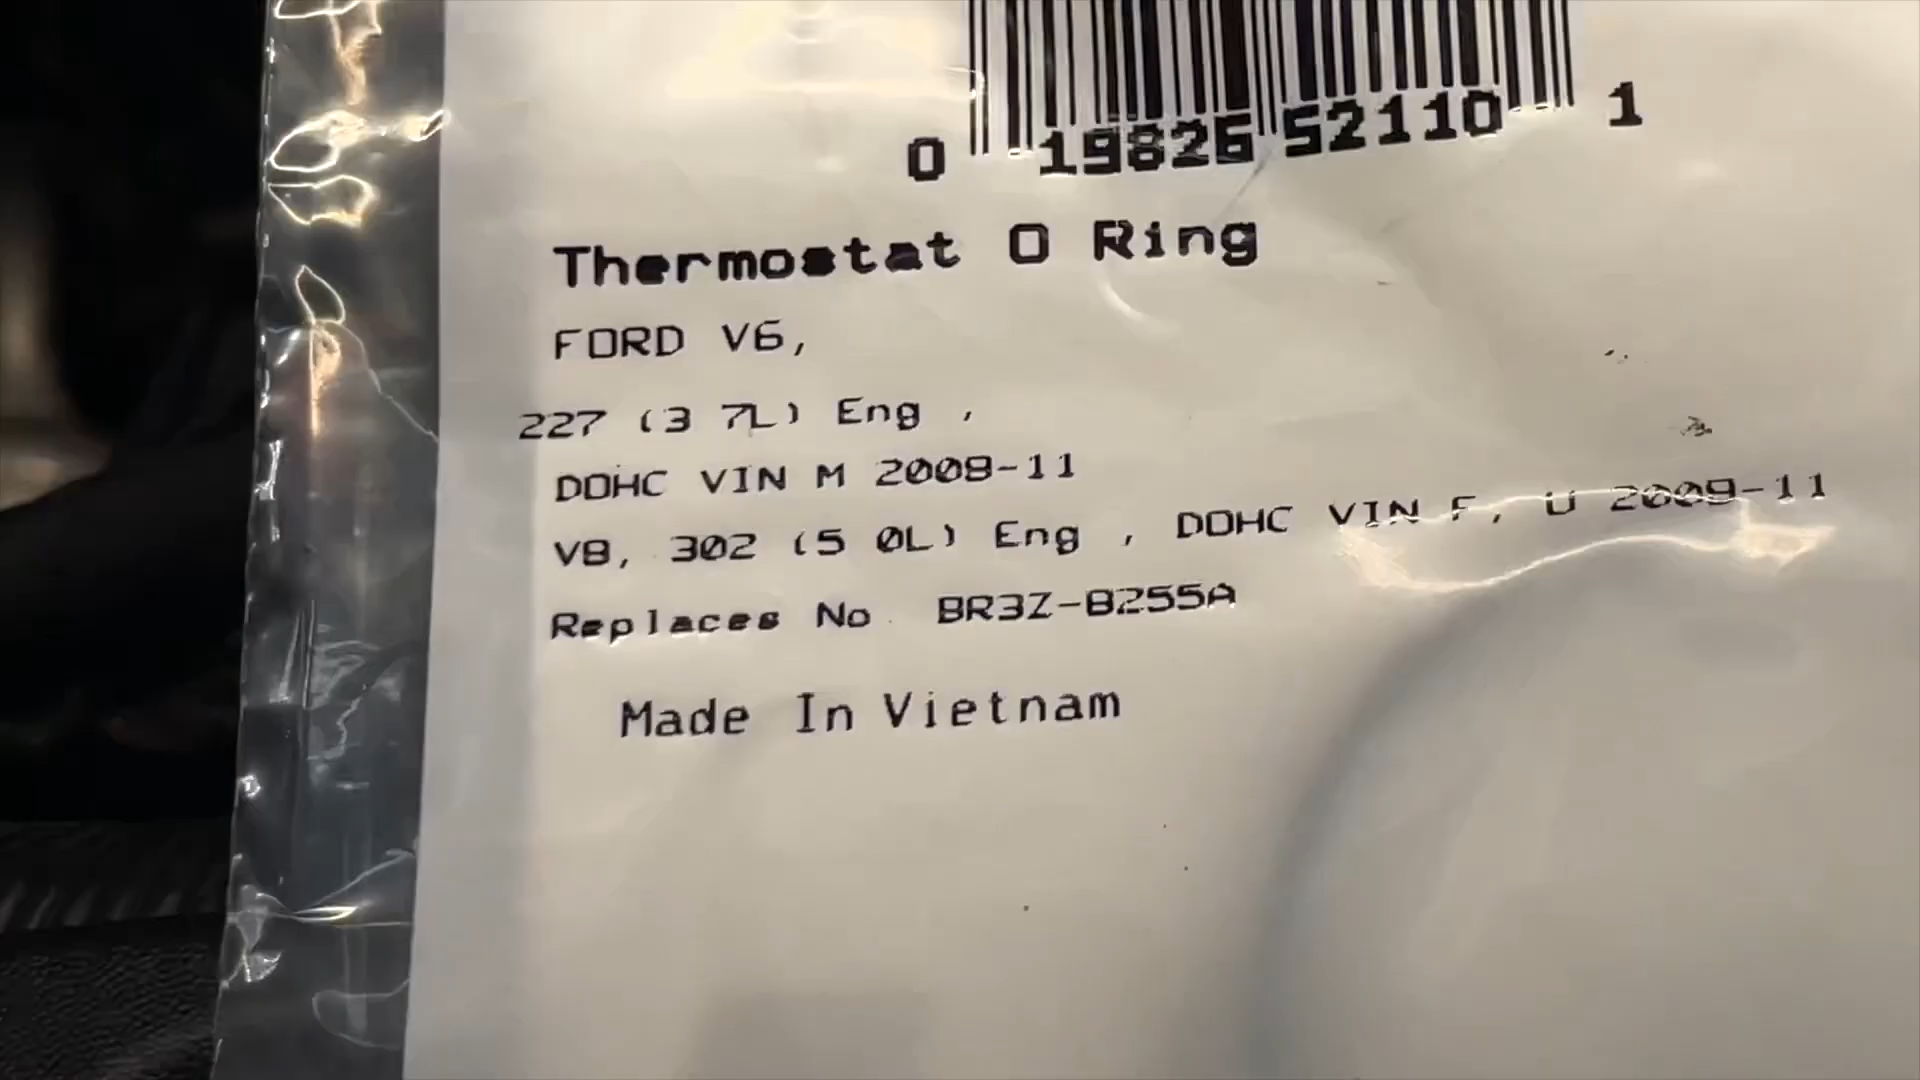 0 19826 52110 1
Thermostat O Ring
FORD V6,
227 (3 7L) Eng ,
DOHC VIN M 2009-11
V8, 302 (5 0L) Eng , DOHC VIN F, U 2009-11
Replaces No BR3Z-8255A
Made In Vietnam